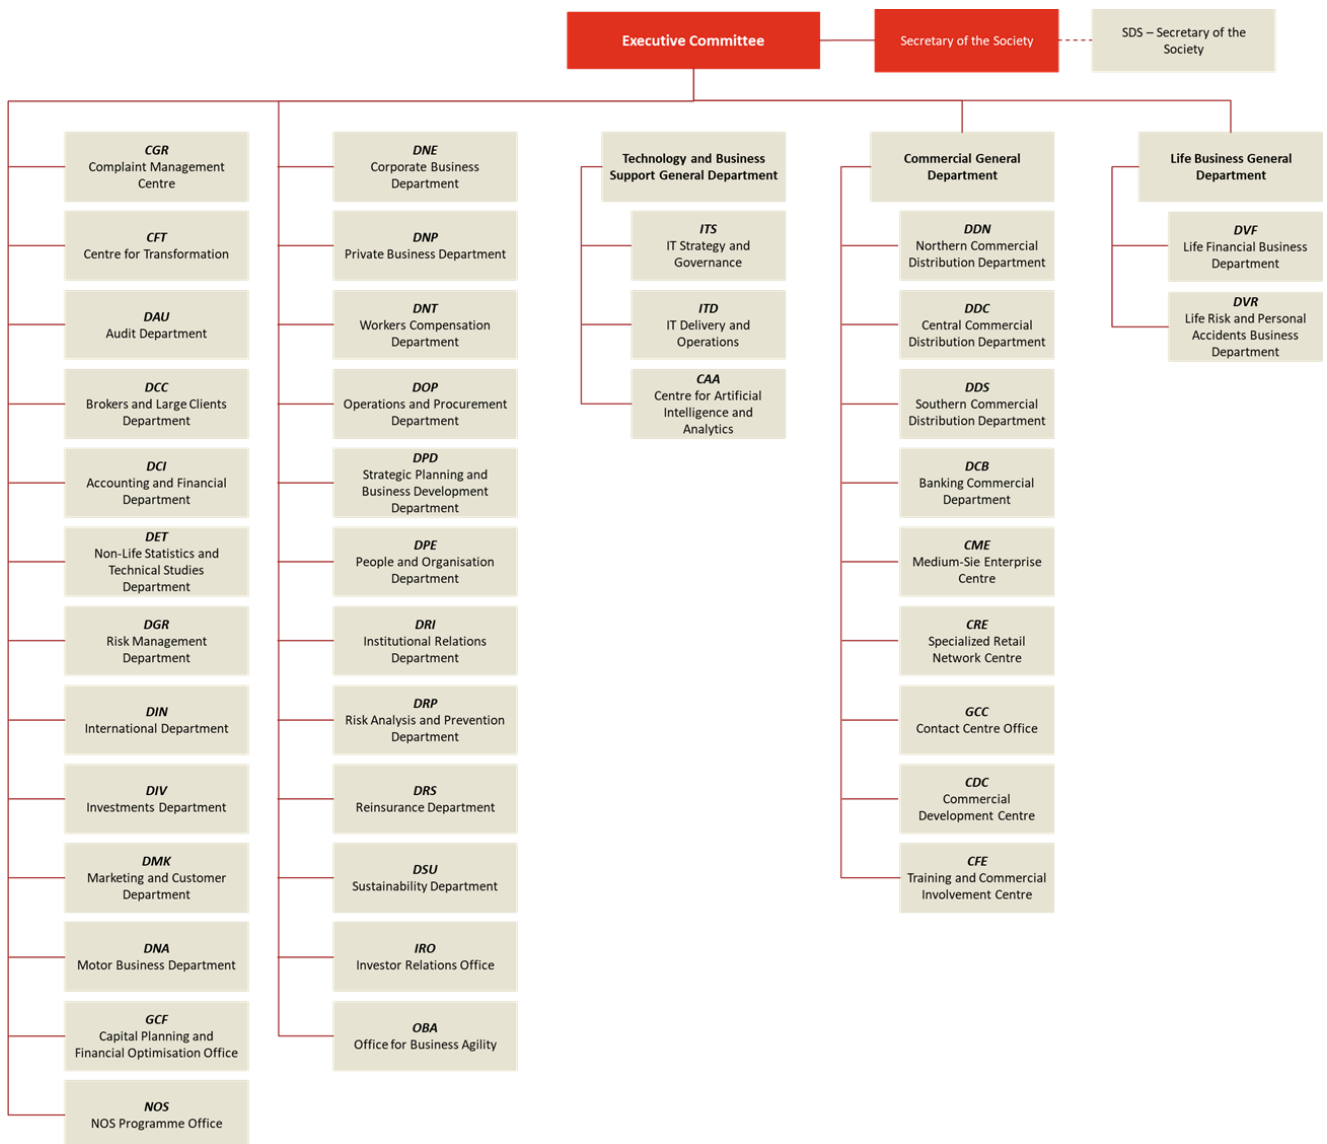 Executive Committee
Secretary of the Society
SDS – Secretary of the
Society
CGR
Complaint Management
Centre
CFT
Centre for Transformation
DAU
Audit Department
DCC
Brokers and Large Clients
Department
DCI
Accounting and Financial
Department
DET
Non-Life Statistics and
Technical Studies
Department
DGR
Risk Management
Department
DIN
International Department
DIV
Investments Department
DMK
Marketing and Customer
Department
DNA
Motor Business Department
GCF
Capital Planning and
Financial Optimisation Office
NOS
NOS Programme Office
DNE
Corporate Business
Department
DNP
Private Business Department
DNT
Workers Compensation
Department
DOP
Operations and Procurement
Department
DPD
Strategic Planning and
Business Development
Department
DPE
People and Organisation
Department
DRI
Institutional Relations
Department
DRP
Risk Analysis and Prevention
Department
DRS
Reinsurance Department
DSU
Sustainability Department
IRO
Investor Relations Office
OBA
Office for Business Agility
Technology and Business
Support General Department
ITS
IT Strategy and
Governance
ITD
IT Delivery and
Operations
CAA
Centre for Artificial
Intelligence and
Analytics
Commercial General
Department
DDN
Northern Commercial
Distribution Department
DDC
Central Commercial
Distribution Department
DDS
Southern Commercial
Distribution Department
DCB
Banking Commercial
Department
CME
Medium-Sie Enterprise
Centre
CRE
Specialized Retail
Network Centre
GCC
Contact Centre Office
CDC
Commercial
Development Centre
CFE
Training and Commercial
Involvement Centre
Life Business General
Department
DVF
Life Financial Business
Department
DVR
Life Risk and Personal
Accidents Business
Department